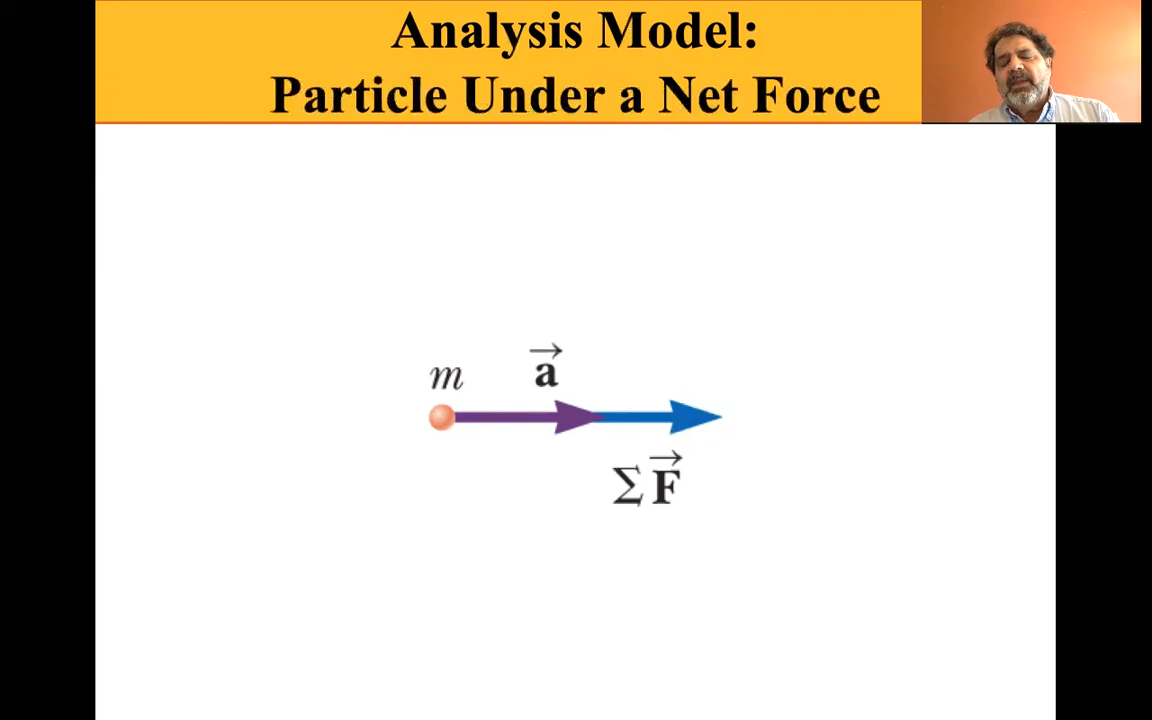 Analysis Model:
Particle Under a Net Force
m
a⃗
ΣF⃗